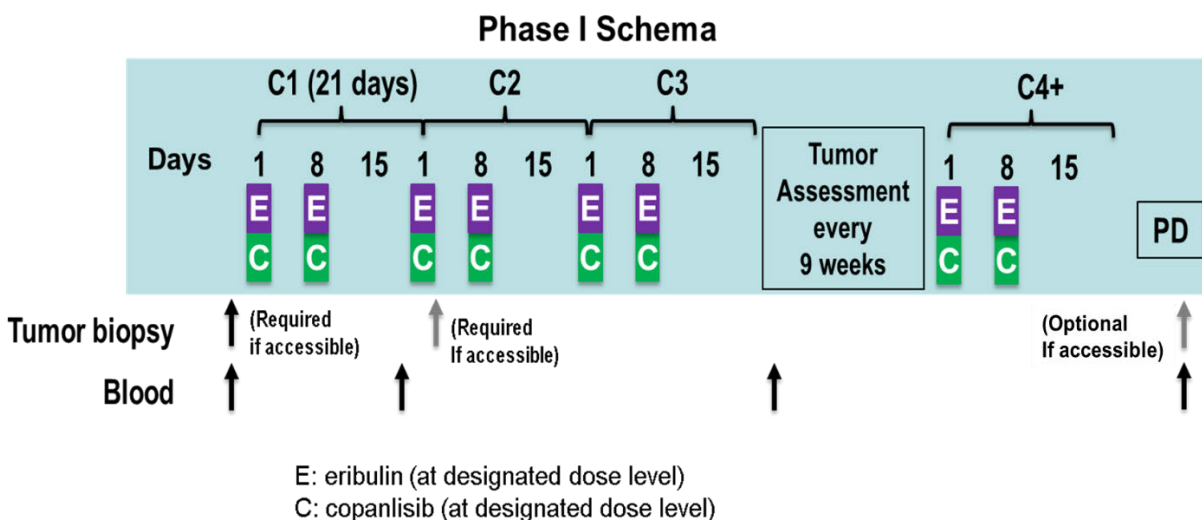 Phase I Schema
C1 (21 days) C2 C3 C4+
Days 1 8 15 1 8 15 1 8 15 1 8 15
E E E E E E E E
C C C C C C C C
Tumor
Assessment
every
9 weeks
PD
Tumor biopsy
(Required
if accessible)
(Required
If accessible)
(Optional
If accessible)
Blood
E: eribulin (at designated dose level)
C: copanlisib (at designated dose level)